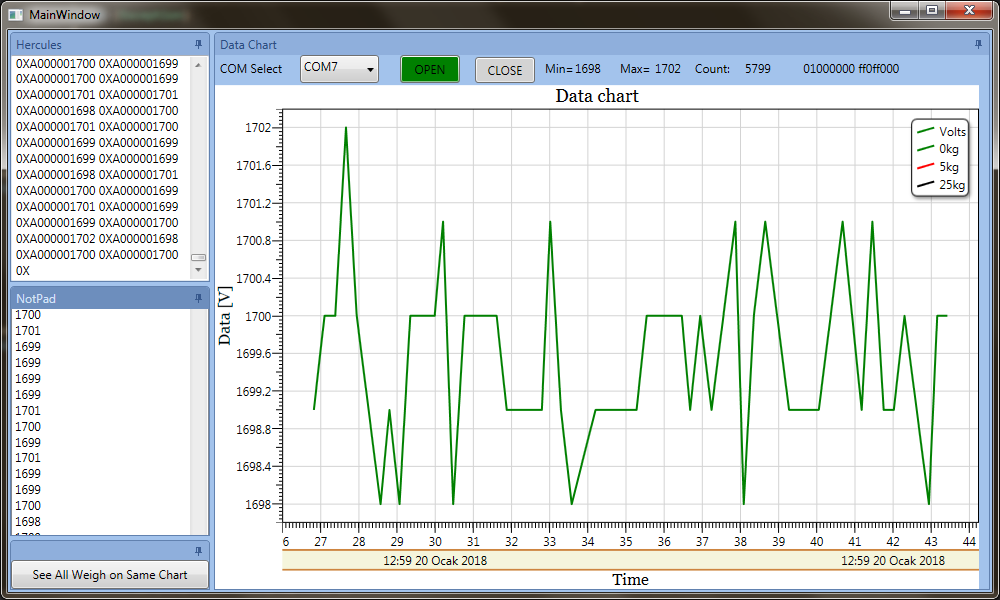 MainWindow
Hercules
0XA000001700 0XA000001699
0XA000001700 0XA000001699
0XA000001701 0XA000001701
0XA000001698 0XA000001700
0XA000001701 0XA000001700
0XA000001699 0XA000001699
0XA000001699 0XA000001699
0XA000001698 0XA000001701
0XA000001700 0XA000001699
0XA000001701 0XA000001699
0XA000001699 0XA000001700
0XA000001702 0XA000001698
0XA000001700 0XA000001700
0X
NotPad
1700
1701
1699
1699
1699
1699
1701
1700
1699
1701
1699
1699
1700
1698
See All Weigh on Same Chart
Data Chart
COM Select COM7 OPEN CLOSE Min= 1698 Max= 1702 Count: 5799 01000000 ff0ff000
Data chart
Volts
0kg
5kg
25kg
Data [V]
1702
1701.6
1701.2
1700.8
1700.4
1700
1699.6
1699.2
1698.8
1698.4
1698
6 27 28 29 30 31 32 33 34 35 36 37 38 39 40 41 42 43 44
12:59 20 Ocak 2018 12:59 20 Ocak 2018
Time